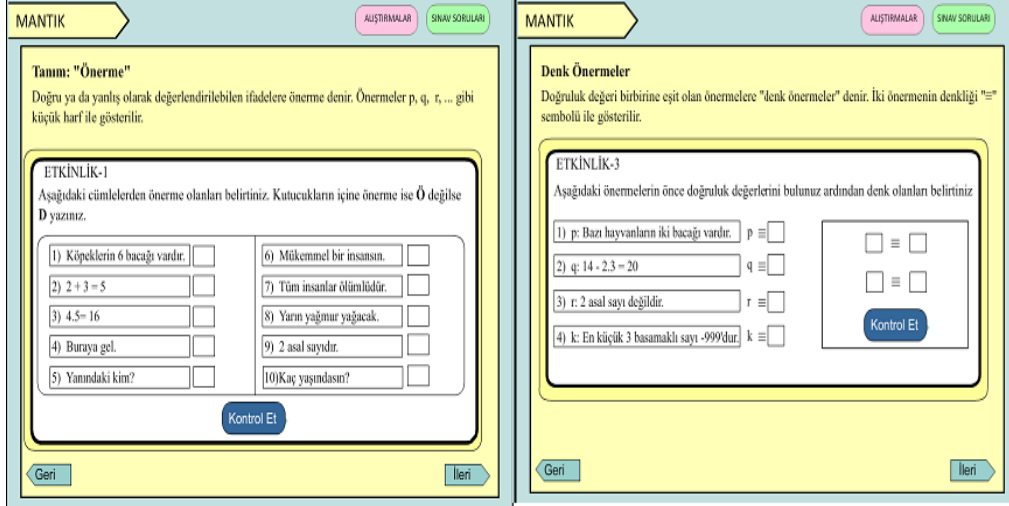 MANTIK
ALIŞTIRMALAR
SINAV SORULARI
Tanım: "Önerme"
Doğru ya da yanlış olarak değerlendirilebilen ifadelere önerme denir. Önermeler p, q, r, ... gibi
küçük harf ile gösterilir.
ETKİNLİK-1
Aşağıdaki cümlelerden önerme olanları belirtiniz. Kutucukların içine önerme ise Ö değilse
D yazınız.
1) Köpeklerin 6 bacağı vardır.
2) 2 + 3 = 5
3) 4.5= 16
4) Buraya gel.
5) Yanındaki kim?
6) Mükemmel bir insansın.
7) Tüm insanlar ölümlüdür.
8) Yarın yağmur yağacak.
9) 2 asal sayıdır.
10)Kaç yaşındasın?
Kontrol Et
Geri
İleri
MANTIK
ALIŞTIRMALAR
SINAV SORULARI
Denk Önermeler
Doğruluk değeri birbirine eşit olan önermelere "denk önermeler" denir. İki önermenin denkliği "≡"
sembolü ile gösterilir.
ETKİNLİK-3
Aşağıdaki önermelerin önce doğruluk değerlerini bulunuz ardından denk olanları belirtiniz
1) p: Bazı hayvanların iki bacağı vardır. p ≡
2) q: 14 - 2.3 = 20 q ≡
3) r: 2 asal sayı değildir. r ≡
4) k: En küçük 3 basamaklı sayı -999'dur. k ≡
≡
≡
Kontrol Et
Geri
İleri